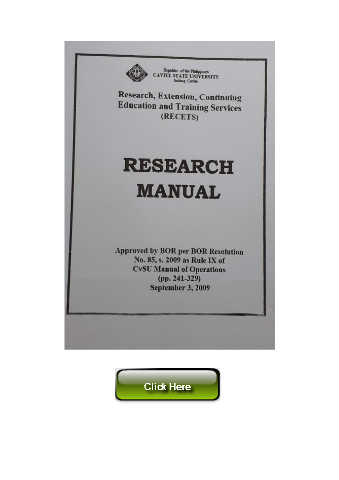 Republic of the Philippines
CAVITE STATE UNIVERSITY
Indang, Cavite
Research, Extension, Continuing
Education and Training Services
(RECETS)
RESEARCH
MANUAL
Approved by BOR per BOR Resolution
No. 85, s. 2009 as Rule IX of
CvSU Manual of Operations
(pp. 241-329)
September 3, 2009
Click Here